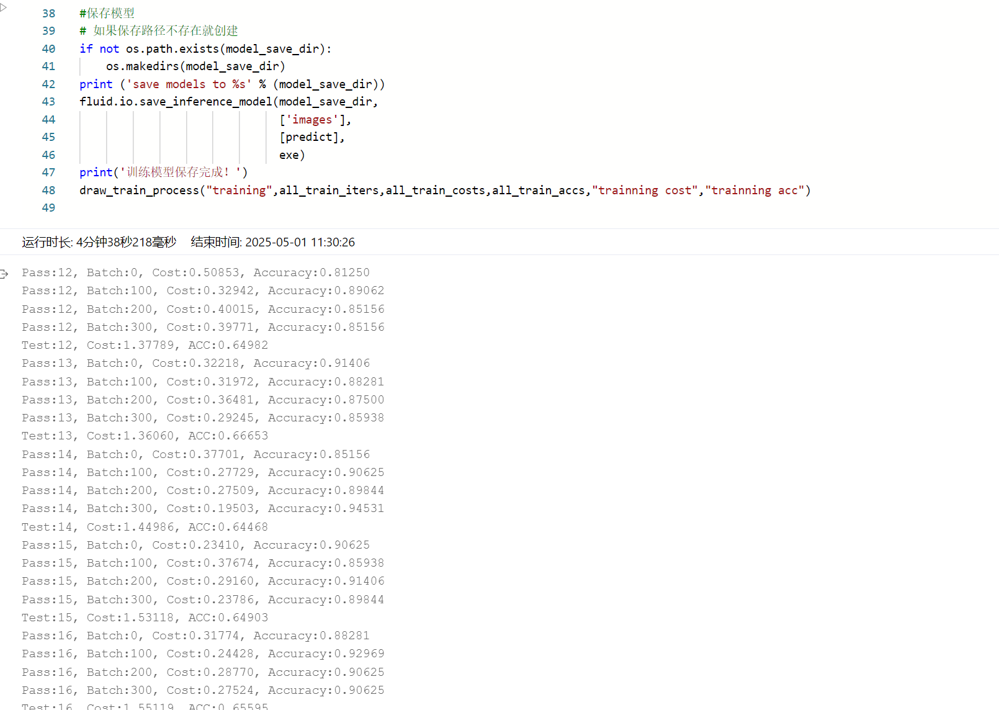 38 #保存模型
39 # 如果保存路径不存在就创建
40 if not os.path.exists(model_save_dir):
41 os.makedirs(model_save_dir)
42 print ('save models to %s' % (model_save_dir))
43 fluid.io.save_inference_model(model_save_dir,
44 ['images'],
45 [predict],
46 exe)
47 print('训练模型保存完成！')
48 draw_train_process("training",all_train_iters,all_train_costs,all_train_accs,"trainning cost","trainning acc")
49
运行时长: 4分钟38秒218毫秒 结束时间: 2025-05-01 11:30:26
Pass:12, Batch:0, Cost:0.50853, Accuracy:0.81250
Pass:12, Batch:100, Cost:0.32942, Accuracy:0.89062
Pass:12, Batch:200, Cost:0.40015, Accuracy:0.85156
Pass:12, Batch:300, Cost:0.39771, Accuracy:0.85156
Test:12, Cost:1.37789, ACC:0.64982
Pass:13, Batch:0, Cost:0.32218, Accuracy:0.91406
Pass:13, Batch:100, Cost:0.31972, Accuracy:0.88281
Pass:13, Batch:200, Cost:0.36481, Accuracy:0.87500
Pass:13, Batch:300, Cost:0.29245, Accuracy:0.85938
Test:13, Cost:1.36060, ACC:0.66653
Pass:14, Batch:0, Cost:0.37701, Accuracy:0.85156
Pass:14, Batch:100, Cost:0.27729, Accuracy:0.90625
Pass:14, Batch:200, Cost:0.27509, Accuracy:0.89844
Pass:14, Batch:300, Cost:0.19503, Accuracy:0.94531
Test:14, Cost:1.44986, ACC:0.64468
Pass:15, Batch:0, Cost:0.23410, Accuracy:0.90625
Pass:15, Batch:100, Cost:0.37674, Accuracy:0.85938
Pass:15, Batch:200, Cost:0.29160, Accuracy:0.91406
Pass:15, Batch:300, Cost:0.23786, Accuracy:0.89844
Test:15, Cost:1.53118, ACC:0.64903
Pass:16, Batch:0, Cost:0.31774, Accuracy:0.88281
Pass:16, Batch:100, Cost:0.24428, Accuracy:0.92969
Pass:16, Batch:200, Cost:0.28770, Accuracy:0.90625
Pass:16, Batch:300, Cost:0.27524, Accuracy:0.90625
Test:16, Cost:1.55119, ACC:0.65595